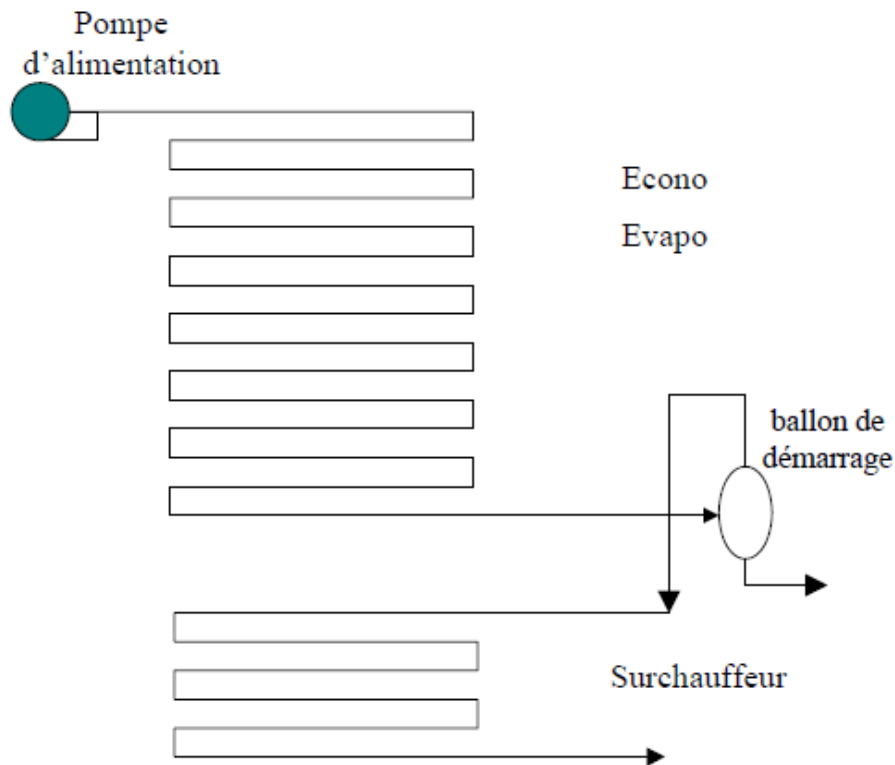 Pompe
d’alimentation
Econo
Evapo
ballon de
démarrage
Surchauffeur